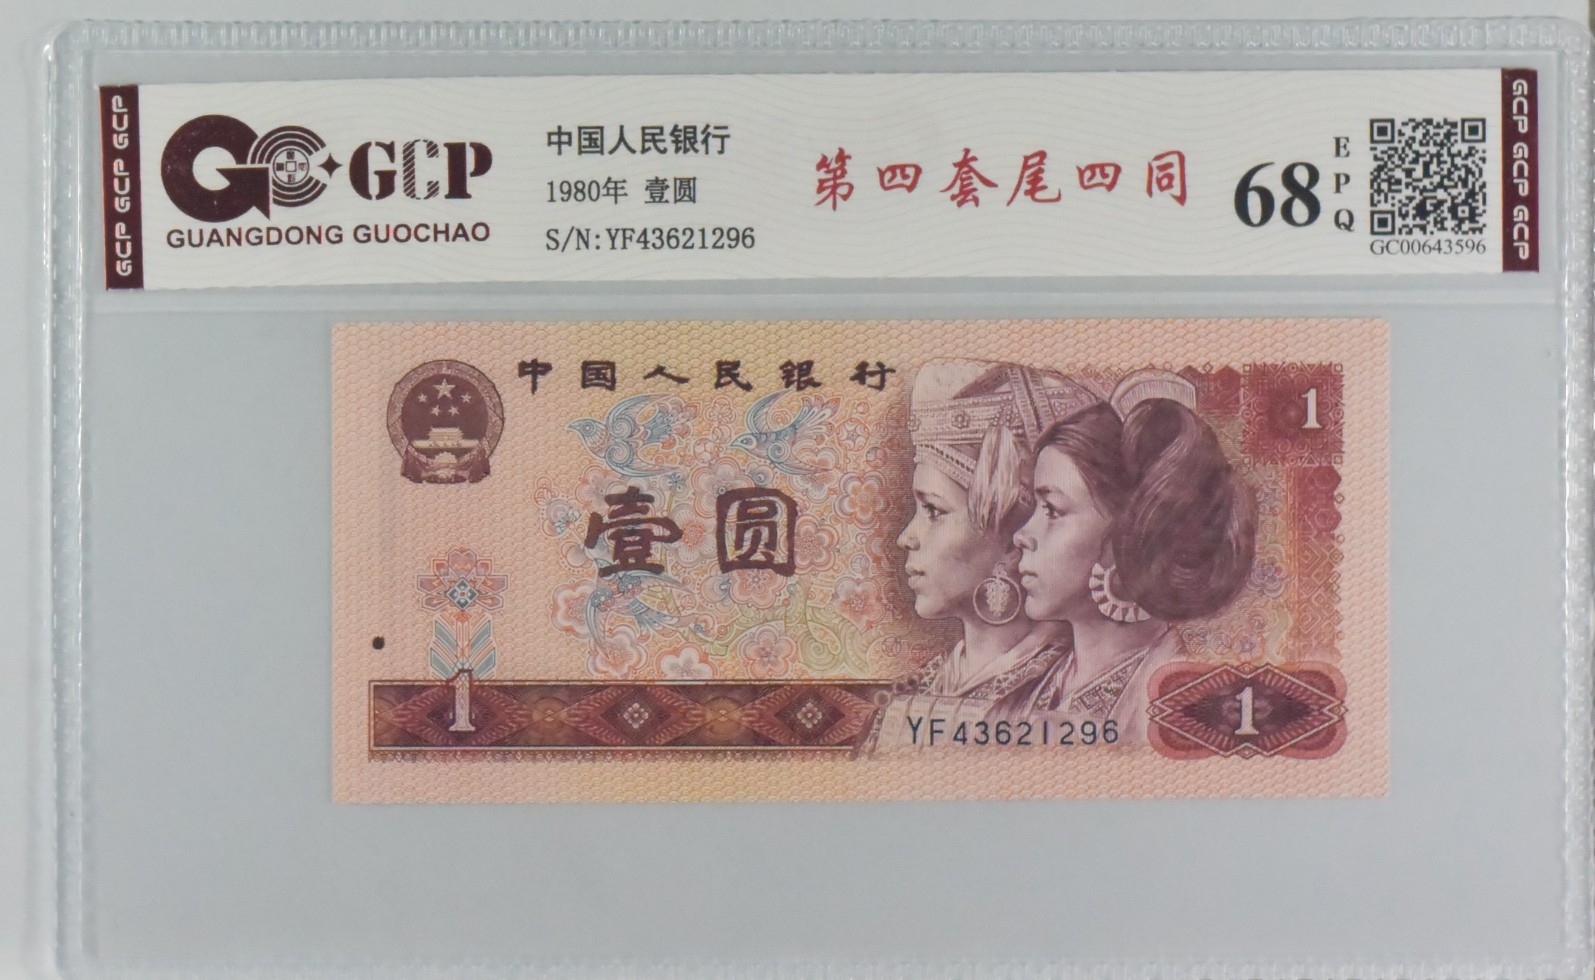 GCP GCP GCP
GCP
GUANGDONG GUOCHAO
中国人民银行
1980年 壹圆
S/N:YF43621296
第四套尾四同
68
EPQ
GC00643596
GCP GCP GCP
中国人民银行
1
壹圆
1
YF43621296
1